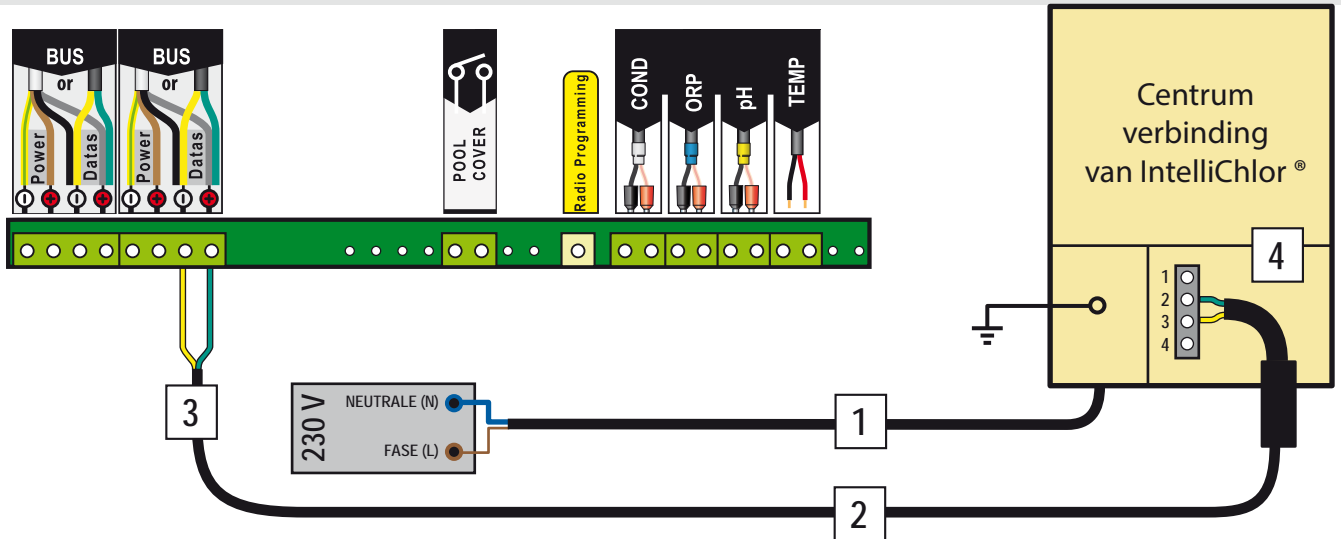 BUS
or
Power
Datas
BUS
or
Power
Datas
POOL
COVER
Radio Programming
COND
ORP
pH
TEMP
Centrum
verbinding
van IntelliChlor ®
4
1
2
3
4
3
230 V
NEUTRALE (N)
FASE (L)
1
2